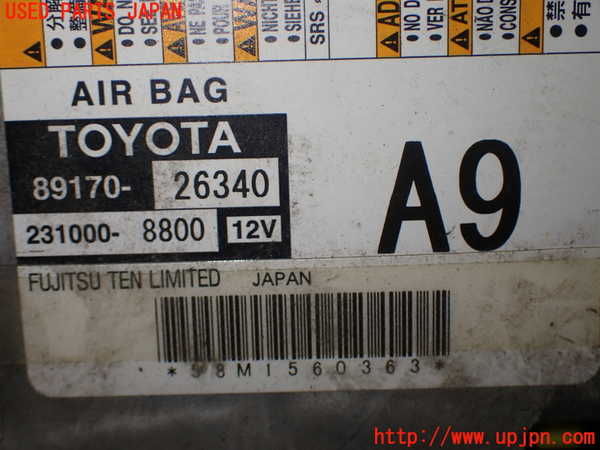 USED PARTS JAPAN
AIR BAG
TOYOTA
89170- 26340
231000- 8800 12V
A9
FUJITSU TEN LIMITED JAPAN
*58M1560363*
http://www.upjpn.com